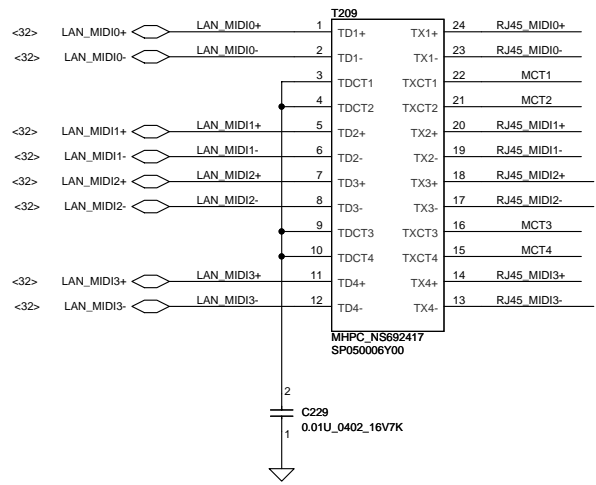 T209
<32> LAN_MIDI0+ LAN_MIDI0+ 1 TD1+ TX1+ 24 RJ45_MIDI0+
<32> LAN_MIDI0- LAN_MIDI0- 2 TD1- TX1- 23 RJ45_MIDI0-
3 TDCT1 TXCT1 22 MCT1
4 TDCT2 TXCT2 21 MCT2
<32> LAN_MIDI1+ LAN_MIDI1+ 5 TD2+ TX2+ 20 RJ45_MIDI1+
<32> LAN_MIDI1- LAN_MIDI1- 6 TD2- TX2- 19 RJ45_MIDI1-
<32> LAN_MIDI2+ LAN_MIDI2+ 7 TD3+ TX3+ 18 RJ45_MIDI2+
<32> LAN_MIDI2- LAN_MIDI2- 8 TD3- TX3- 17 RJ45_MIDI2-
9 TDCT3 TXCT3 16 MCT3
10 TDCT4 TXCT4 15 MCT4
<32> LAN_MIDI3+ LAN_MIDI3+ 11 TD4+ TX4+ 14 RJ45_MIDI3+
<32> LAN_MIDI3- LAN_MIDI3- 12 TD4- TX4- 13 RJ45_MIDI3-
MHPC_NS692417
SP050006Y00
2
C229
0.01U_0402_16V7K
1